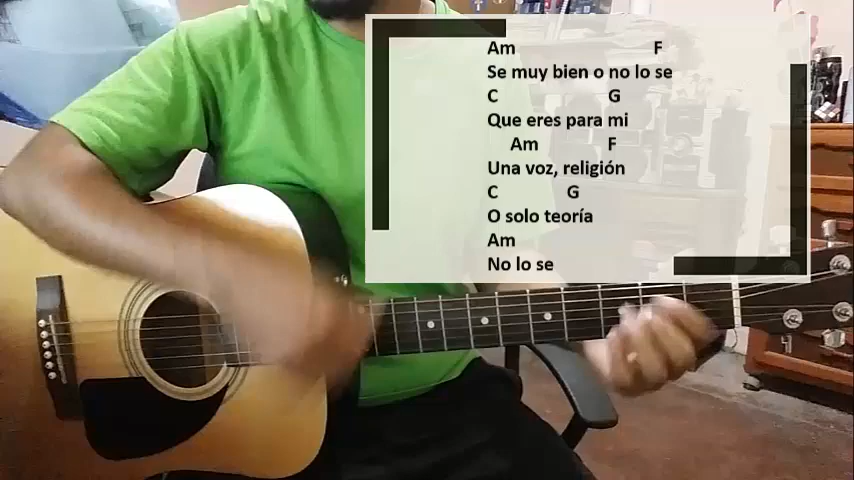 Am F
Se muy bien o no lo se
C G
Que eres para mi
Am F
Una voz, religión
C G
O solo teoría
Am
No lo se